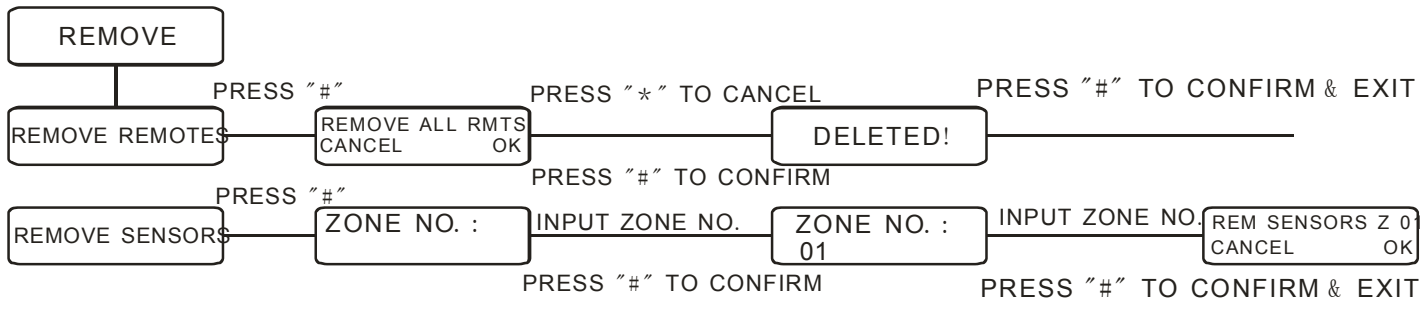 REMOVE
PRESS "#"
PRESS "*" TO CANCEL
PRESS "#" TO CONFIRM & EXIT
REMOVE REMOTES
REMOVE ALL RMTS
CANCEL OK
DELETED!
PRESS "#" TO CONFIRM
PRESS "#"
REMOVE SENSORS
ZONE NO. :
INPUT ZONE NO.
ZONE NO. :
01
INPUT ZONE NO.
REM SENSORS Z 01
CANCEL OK
PRESS "#" TO CONFIRM
PRESS "#" TO CONFIRM & EXIT